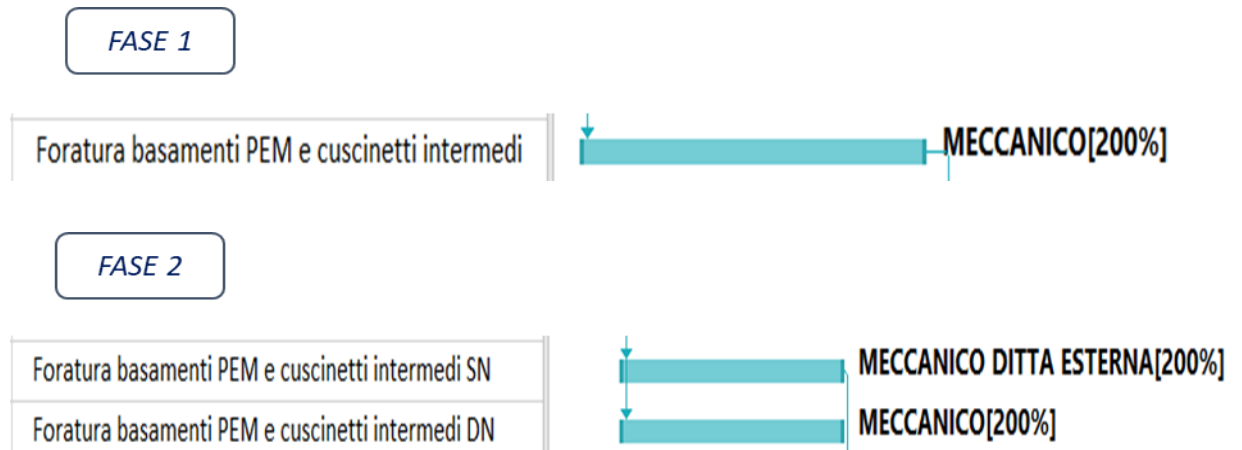 FASE 1
Foratura basamenti PEM e cuscinetti intermedi MECCANICO[200%]
FASE 2
Foratura basamenti PEM e cuscinetti intermedi SN MECCANICO DITTA ESTERNA[200%]
Foratura basamenti PEM e cuscinetti intermedi DN MECCANICO[200%]